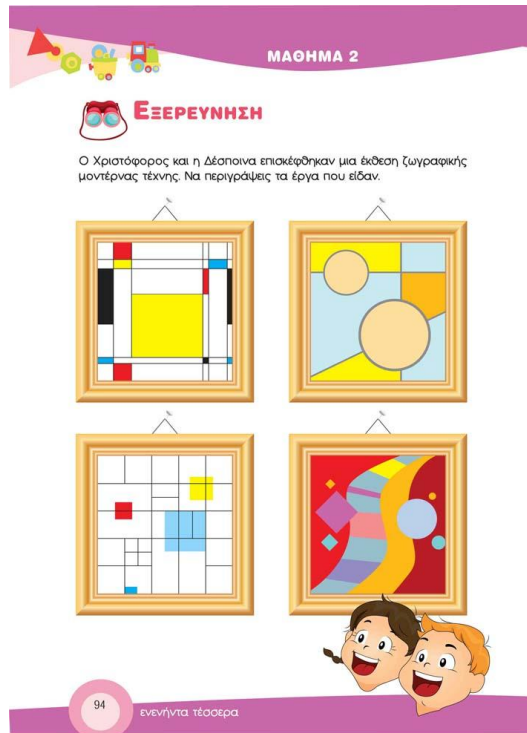 ΜΑΘΗΜΑ 2
ΕΞΕΡΕΥΝΗΣΗ
Ο Χριστόφορος και η Δέσποινα επισκέφθηκαν μια έκθεση ζωγραφικής
μοντέρνας τέχνης. Να περιγράψεις τα έργα που είδαν.
94
ενενήντα τέσσερα